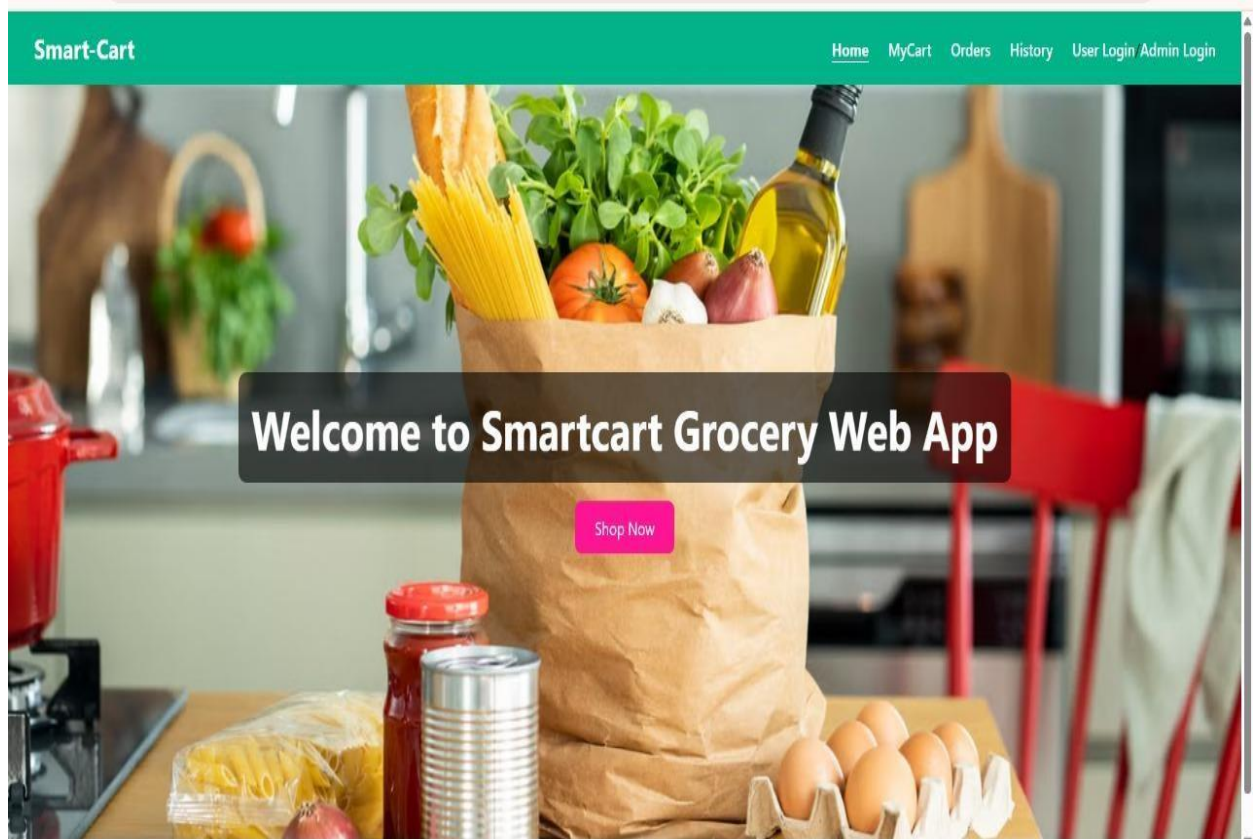 Smart-Cart
Home MyCart Orders History User Login/Admin Login
Welcome to Smartcart Grocery Web App
Shop Now